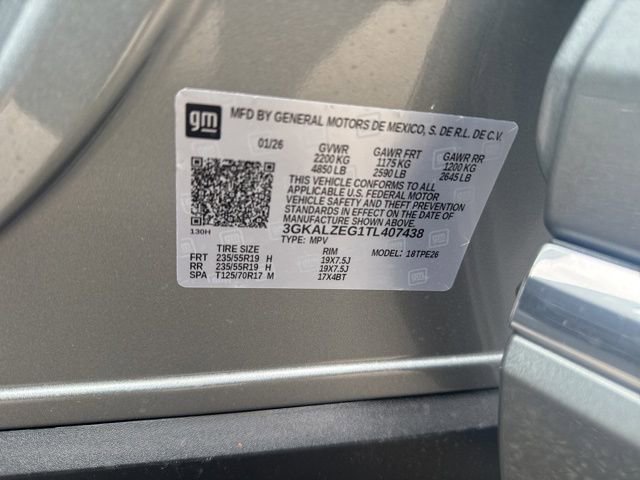 gm
MFD BY GENERAL MOTORS DE MEXICO, S. DE R.L. DE C.V.
01/26 GVWR GAWR FRT GAWR RR
2200 KG 1175 KG 1200 KG
4850 LB 2590 LB 2645 LB
THIS VEHICLE CONFORMS TO ALL
APPLICABLE U.S. FEDERAL MOTOR
VEHICLE SAFETY AND THEFT PREVENTION
STANDARDS IN EFFECT ON THE DATE OF
MANUFACTURE SHOWN ABOVE.
130H 3GKALZEG1TL407438
TYPE: MPV MODEL: 18TPE26
TIRE SIZE RIM
FRT 235/55R19 H 19X7.5J
RR 235/55R19 H 19X7.5J
SPA T125/70R17 M 17X4BT